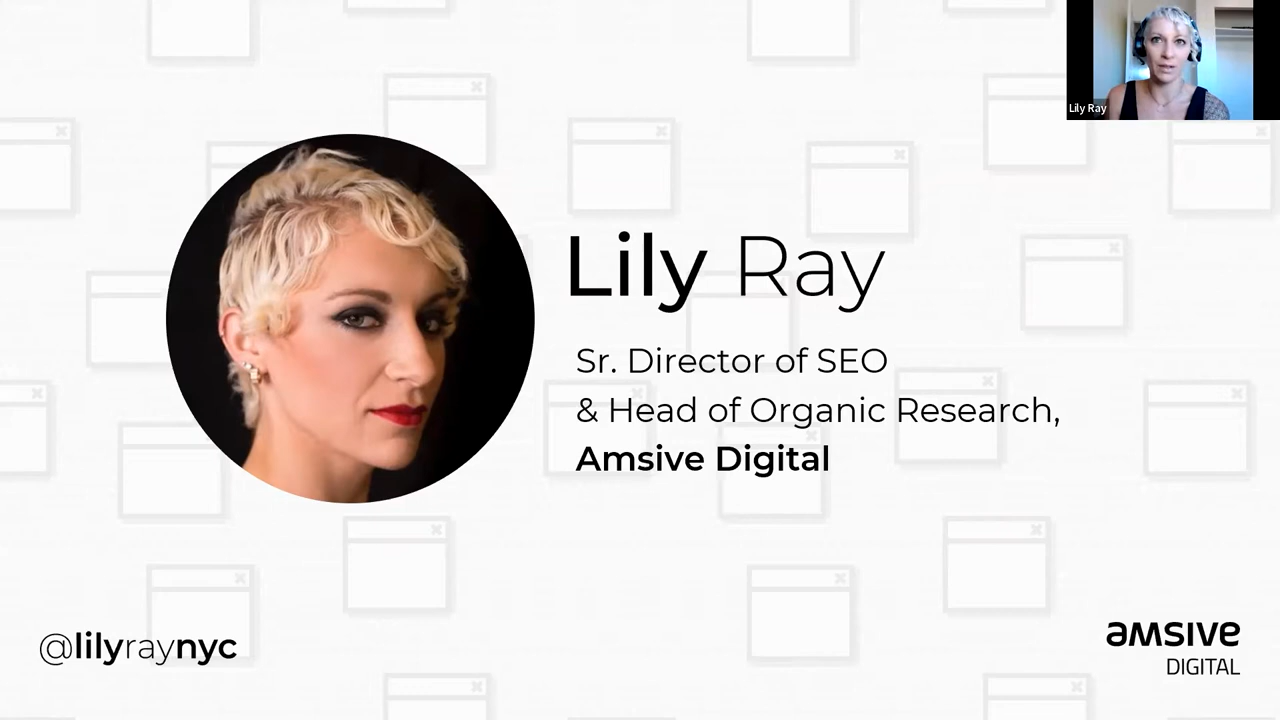 Lily Ray
Lily Ray
Sr. Director of SEO
& Head of Organic Research,
Amsive Digital
@lilyraynyc
amsive
DIGITAL